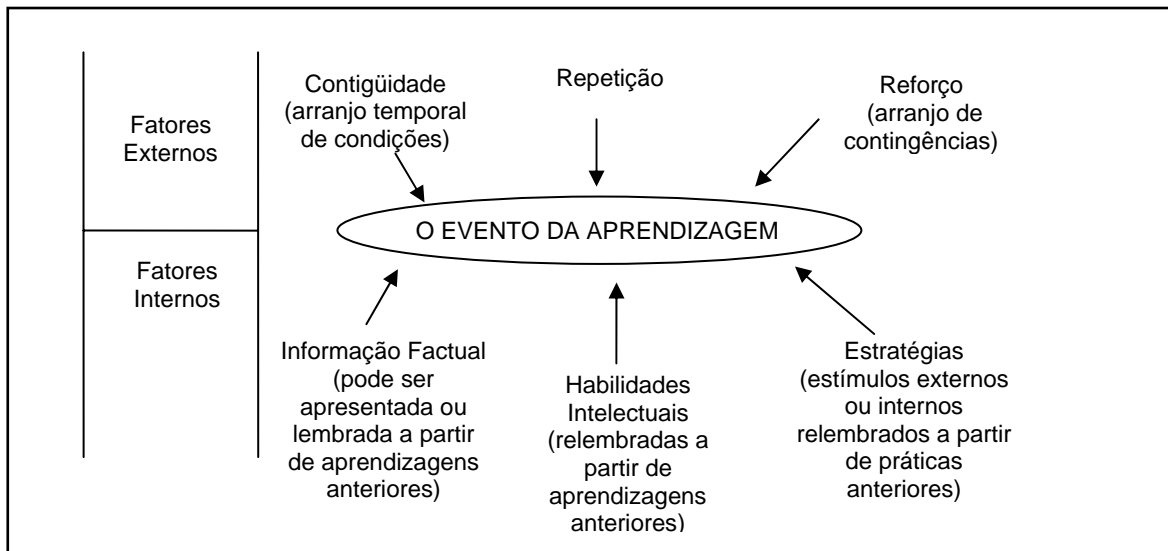 Fatores
Externos
Contigüidade
(arranjo temporal
de condições)
Repetição
Reforço
(arranjo de
contingências)
O EVENTO DA APRENDIZAGEM
Fatores
Internos
Informação Factual
(pode ser
apresentada ou
lembrada a partir
de aprendizagens
anteriores)
Habilidades
Intelectuais
(relembradas a
partir de
aprendizagens
anteriores)
Estratégias
(estímulos externos
ou internos
relembrados a partir
de práticas
anteriores)